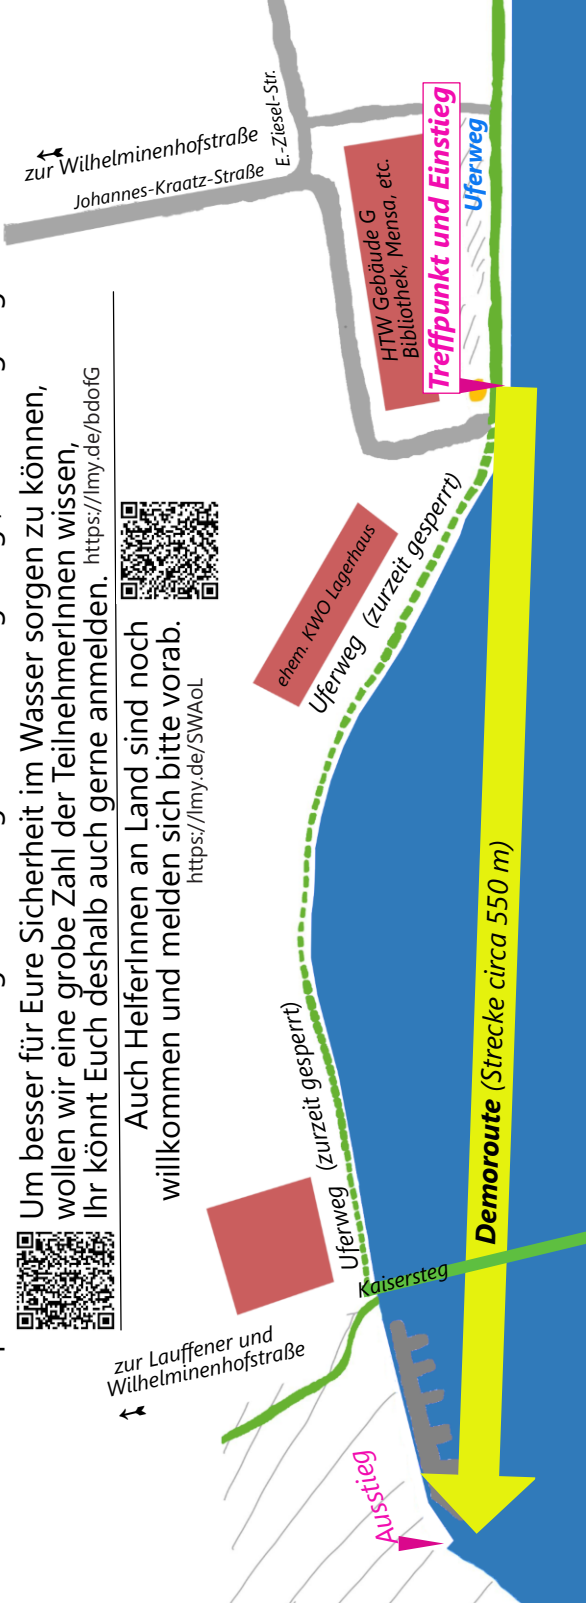 Um besser für Eure Sicherheit im Wasser sorgen zu können,
wollen wir eine grobe Zahl der TeilnehmerInnen wissen,
Ihr könnt Euch deshalb auch gerne anmelden. https://lmy.de/bdofG
Auch HelferInnen an Land sind noch
willkommen und melden sich bitte vorab.
https://lmy.de/SWAoL
zur Wilhelminenhofstraße
Johannes-Kraatz-Straße
E.-Ziesel-Str.
HTW Gebäude G
Bibliothek, Mensa, etc.
Treffpunkt und Einstieg
Uferweg
ehem. KWO Lagerhaus
Uferweg (zurzeit gesperrt)
Uferweg (zurzeit gesperrt)
Demoroute (Strecke circa 550 m)
Kaisersteg
zur Lauffener und
Wilhelminenhofstraße
Ausstieg